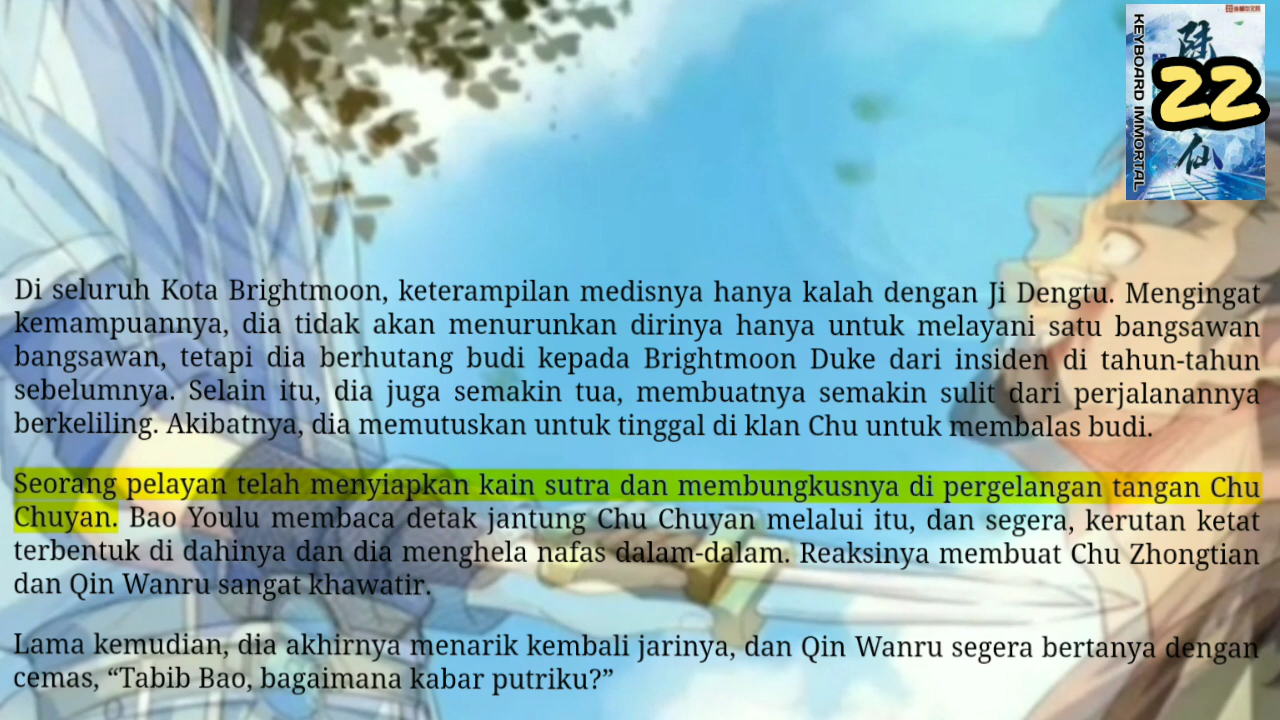 KEYBOARD IMMORTAL
22
仙
Di seluruh Kota Brightmoon, keterampilan medisnya hanya kalah dengan Ji Dengtu. Mengingat
kemampuannya, dia tidak akan menurunkan dirinya hanya untuk melayani satu bangsawan
bangsawan, tetapi dia berhutang budi kepada Brightmoon Duke dari insiden di tahun-tahun
sebelumnya. Selain itu, dia juga semakin tua, membuatnya semakin sulit dari perjalanannya
berkeliling. Akibatnya, dia memutuskan untuk tinggal di klan Chu untuk membalas budi.
Seorang pelayan telah menyiapkan kain sutra dan membungkusnya di pergelangan tangan Chu
Chuyan. Bao Youlu membaca detak jantung Chu Chuyan melalui itu, dan segera, kerutan ketat
terbentuk di dahinya dan dia menghela nafas dalam-dalam. Reaksinya membuat Chu Zhongtian
dan Qin Wanru sangat khawatir.
Lama kemudian, dia akhirnya menarik kembali jarinya, dan Qin Wanru segera bertanya dengan
cemas, “Tabib Bao, bagaimana kabar putriku?”